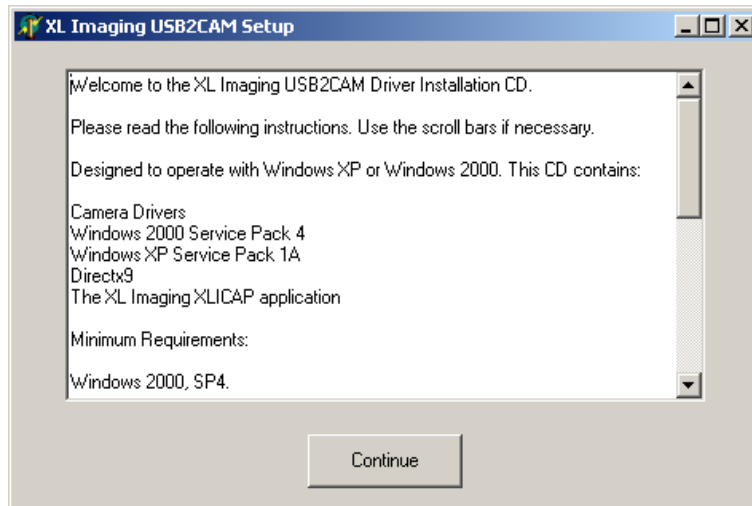 XL Imaging USB2CAM Setup
Welcome to the XL Imaging USB2CAM Driver Installation CD.
Please read the following instructions. Use the scroll bars if necessary.
Designed to operate with Windows XP or Windows 2000. This CD contains:
Camera Drivers
Windows 2000 Service Pack 4
Windows XP Service Pack 1A
Directx9
The XL Imaging XLICAP application
Minimum Requirements:
Windows 2000, SP4.
Continue